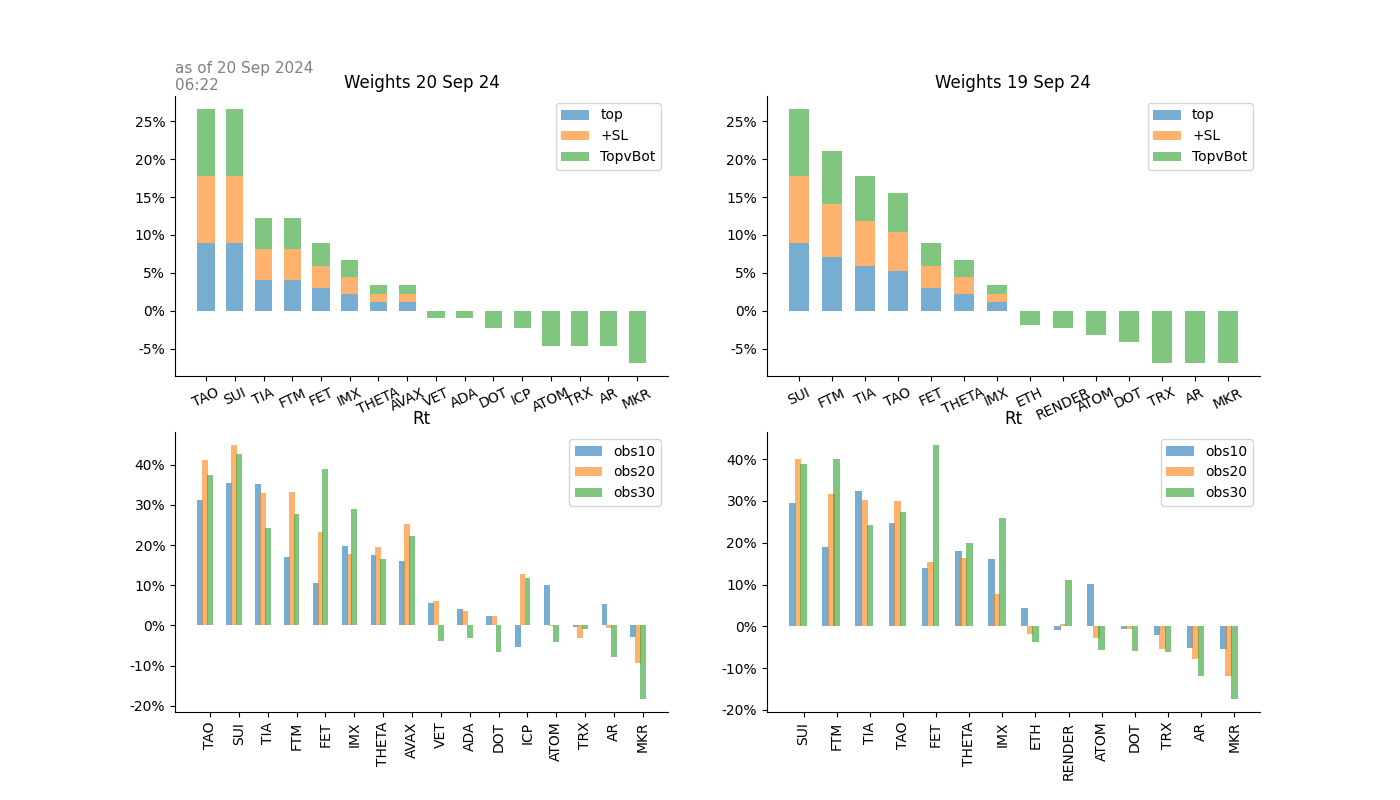 as of 20 Sep 2024
06:22
Weights 20 Sep 24
25%
20%
15%
10%
5%
0%
-5%
top
+SL
TopvBot
TAO SUI TIA FTM FET IMX THETA AVAX VET ADA DOT ICP ATOM TRX AR MKR
Weights 19 Sep 24
25%
20%
15%
10%
5%
0%
-5%
top
+SL
TopvBot
SUI FTM TIA TAO FET THETA IMX ETH RENDER ATOM DOT TRX AR MKR
Rt
40%
30%
20%
10%
0%
-10%
-20%
obs10
obs20
obs30
TAO SUI TIA FTM FET IMX THETA AVAX VET ADA DOT ICP ATOM TRX AR MKR
Rt
40%
30%
20%
10%
0%
-10%
-20%
obs10
obs20
obs30
SUI FTM TIA TAO FET THETA IMX ETH RENDER ATOM DOT TRX AR MKR